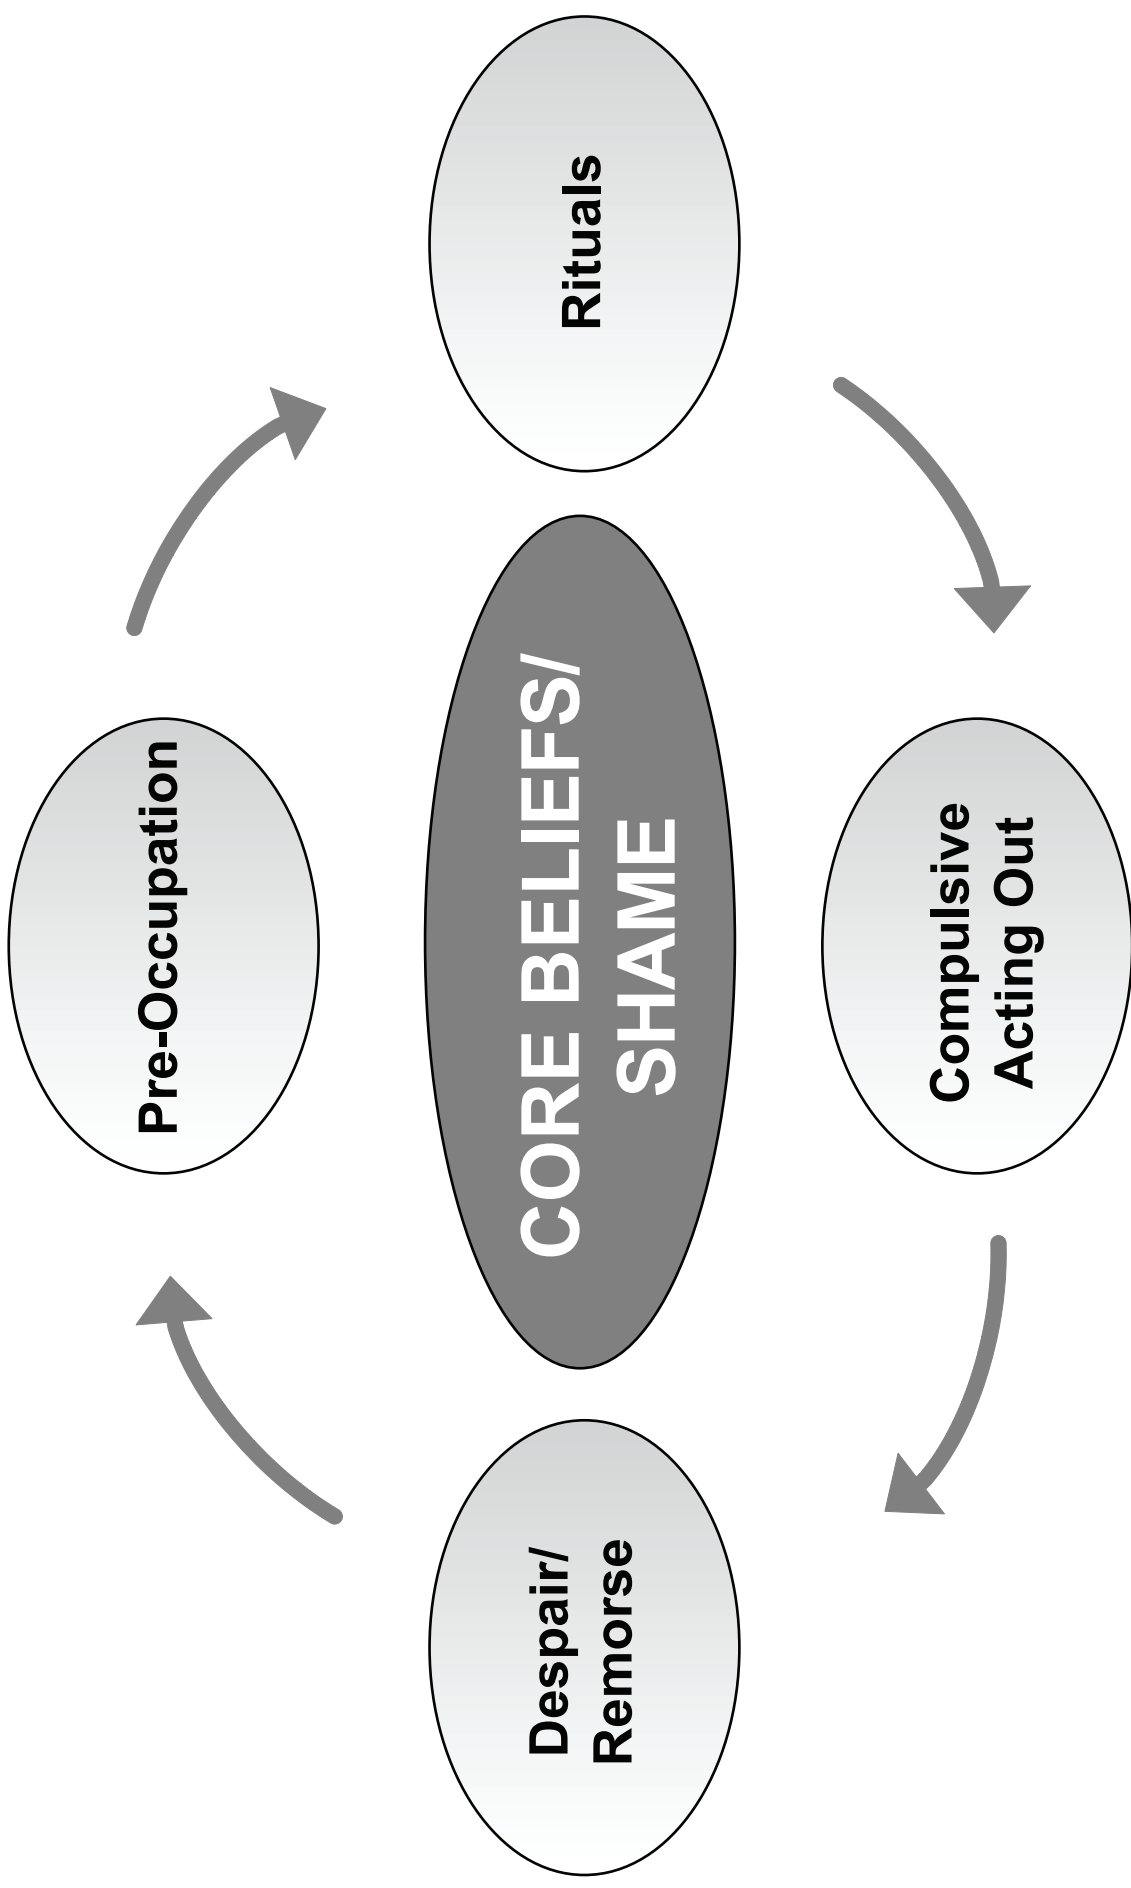 Pre-Occupation
Rituals
CORE BELIEFS/
SHAME
Compulsive
Acting Out
Despair/
Remorse